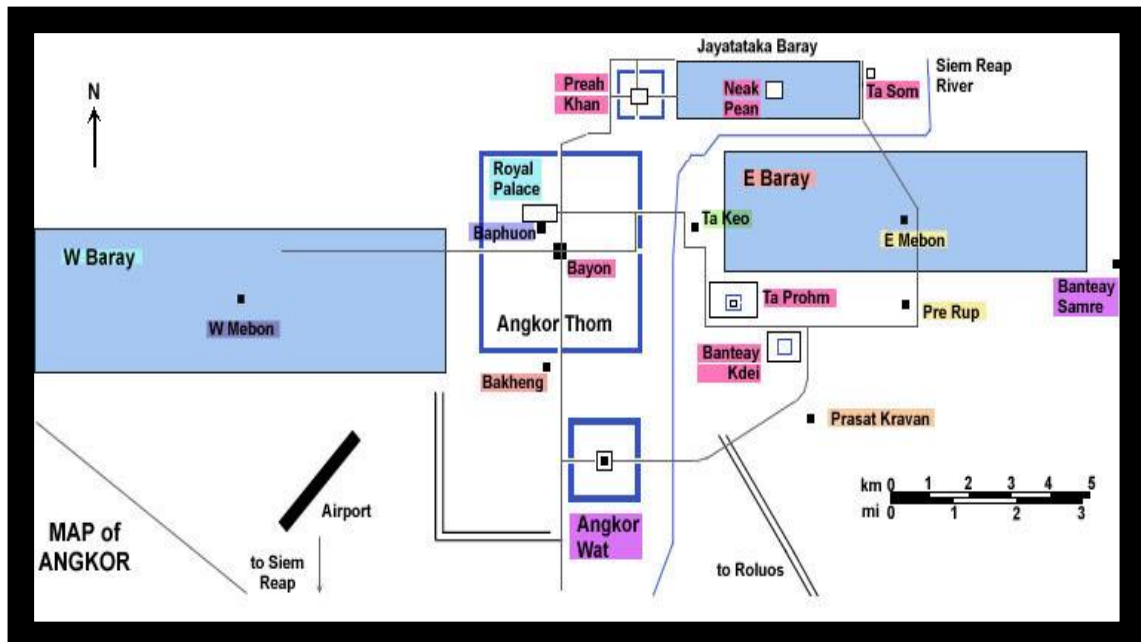 Jayatataka Baray
Siem Reap
River
Preah
Khan
Neak
Pean
Ta Som
N
Royal
Palace
E Baray
Ta Keo
Baphuon
E Mebon
W Baray
Bayon
Banteay
Samre
Ta Prohm
Pre Rup
W Mebon
Angkor Thom
Banteay
Kdei
Bakheng
Prasat Kravan
km 0 1 2 3 4 5
mi 0 1 2 3
Airport
MAP of
ANGKOR
Angkor
Wat
to Siem
Reap
to Roluos